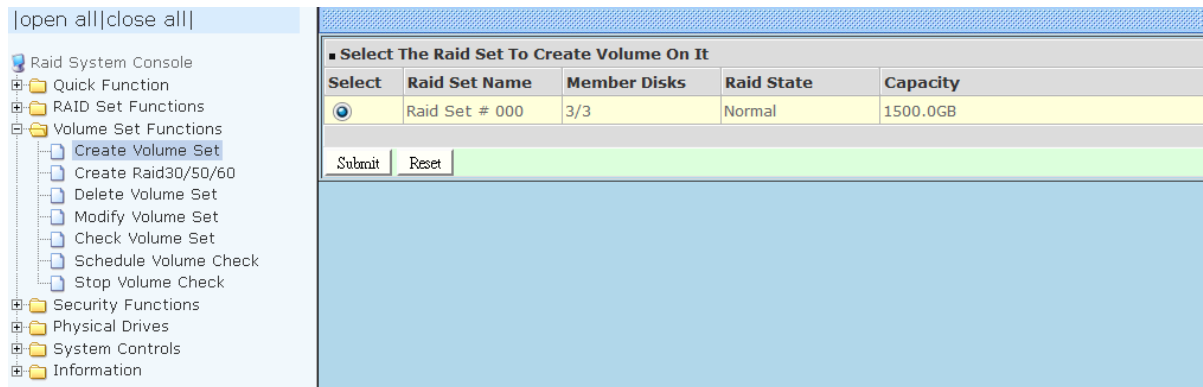 |open all|close all|
Raid System Console
Quick Function
RAID Set Functions
Volume Set Functions
Create Volume Set
Create Raid30/50/60
Delete Volume Set
Modify Volume Set
Check Volume Set
Schedule Volume Check
Stop Volume Check
Security Functions
Physical Drives
System Controls
Information
Select The Raid Set To Create Volume On It
Select Raid Set Name Member Disks Raid State Capacity
Raid Set # 000 3/3 Normal 1500.0GB
Submit Reset